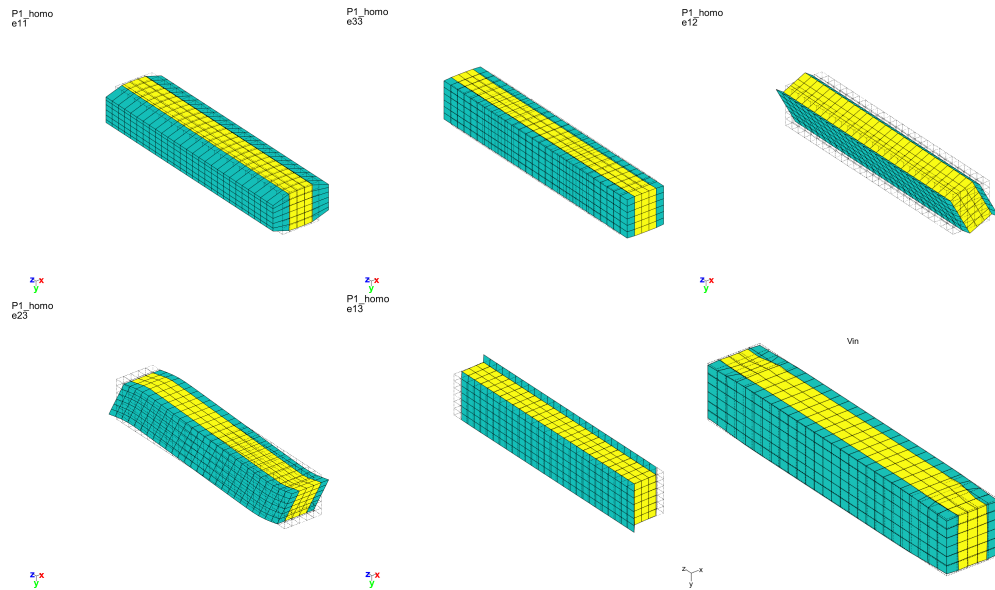 P1_homo
e11
P1_homo
e33
P1_homo
e12
z x
y
z x
y
z x
y
P1_homo
e23
P1_homo
e13
Vin
z x
y
z x
y
z x
y